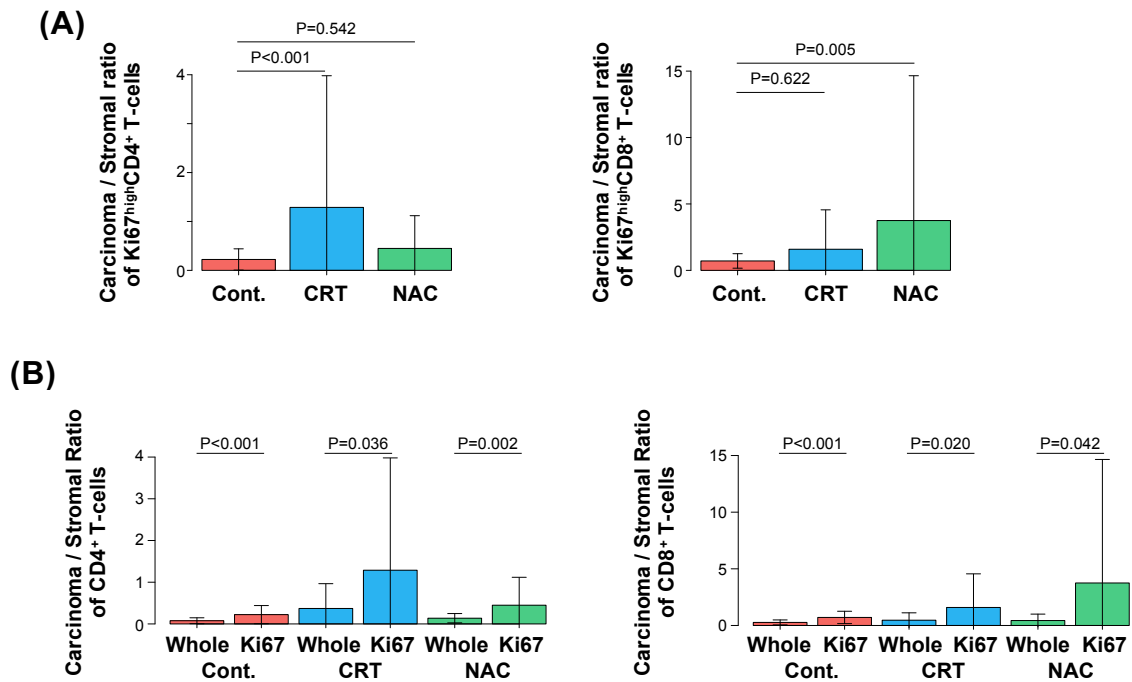 (A)
P=0.542
P<0.001
Carcinoma / Stromal ratio
of Ki67highCD4+ T-cells
4
2
0
Cont. CRT NAC
P=0.005
P=0.622
Carcinoma / Stromal ratio
of Ki67highCD8+ T-cells
15
10
5
0
Cont. CRT NAC
(B)
P<0.001 P=0.036 P=0.002
Carcinoma / Stromal Ratio
of CD4+ T-cells
4
3
2
1
0
Whole Ki67 Whole Ki67 Whole Ki67
Cont. CRT NAC
P<0.001 P=0.020 P=0.042
Carcinoma / Stromal Ratio
of CD8+ T-cells
15
10
5
0
Whole Ki67 Whole Ki67 Whole Ki67
Cont. CRT NAC